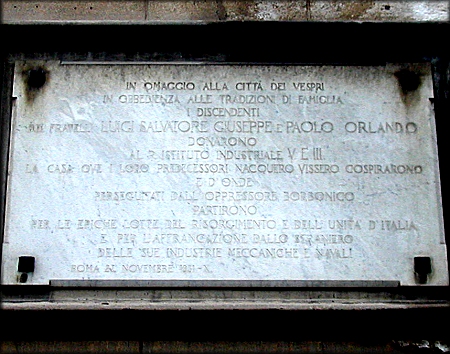 IN OMAGGIO ALLA CITTÀ DEI VESPRI
IN OBBEDIENZA ALLE TRADIZIONI DI FAMIGLIA
I DISCENDENTI
DEI FRATELLI LUIGI SALVATORE GIUSEPPE E PAOLO ORLANDO
DONARONO
AL R. ISTITUTO INDUSTRIALE V. E. III.
LA CASA OVE I LORO PREDECESSORI NACQUERO VISSERO COSPIRARONO
E D'ONDE
PERSEGUITATI DALL'OPPRESSORE BORBONICO
PARTIRONO
PER LE EPICHE LOTTE DEL RISORGIMENTO E DELL'UNITÀ D'ITALIA
E PER L'AFFRANCAZIONE DALLO STRANIERO
DELLE SUE INDUSTRIE MECCANICHE E NAVALI
ROMA NOVEMBRE 1931-X